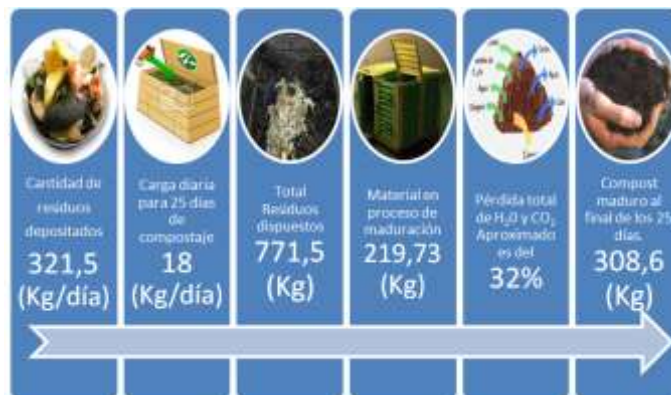 Cantidad de
residuos
depositados
321,5
(Kg/día)
Carga diaria
para 25 días
de
compostaje
18
(Kg/día)
Total
Residuos
dispuestos
771,5
(Kg)
Material en
proceso de
maduración
219,73
(Kg)
Pérdida total
de H₂0 y CO₂
Aproximado
es del
32%
Compost
maduro al
final de los 25
días.
308,6
(Kg)